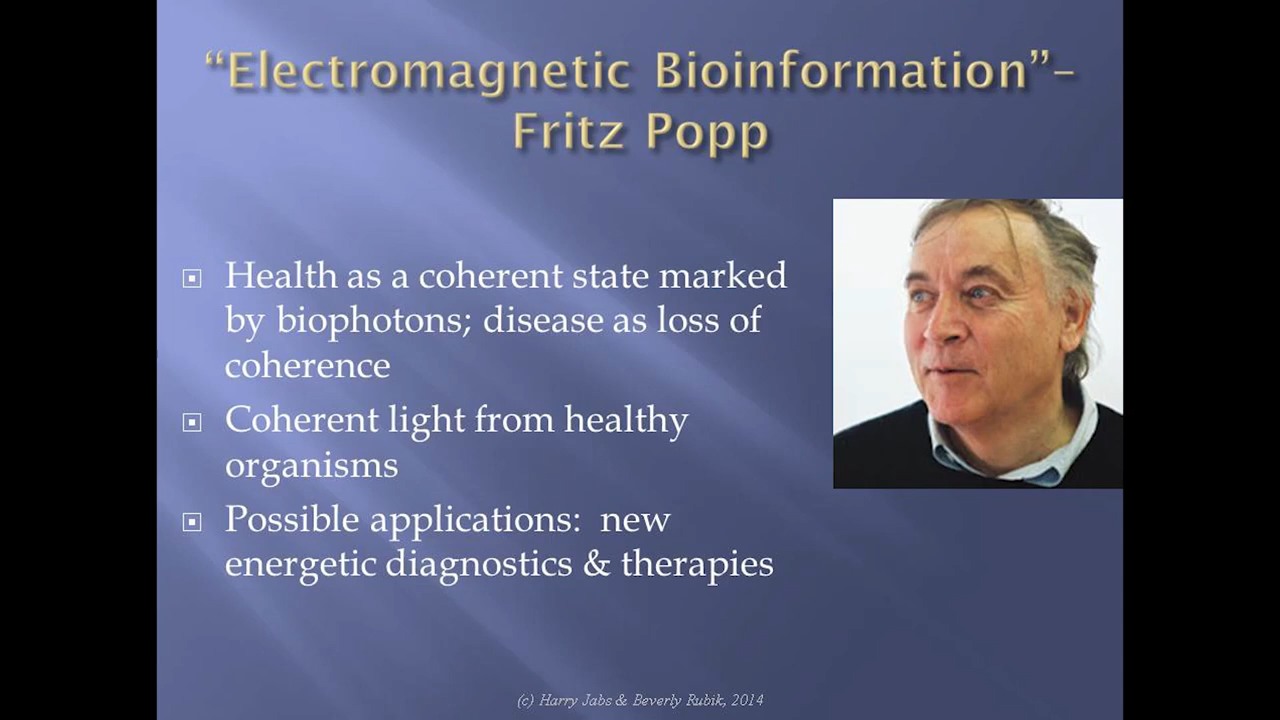 “Electromagnetic Bioinformation”–
Fritz Popp
Health as a coherent state marked
by biophotons; disease as loss of
coherence
Coherent light from healthy
organisms
Possible applications:  new
energetic diagnostics & therapies
(c) Harry Jabs & Beverly Rubik, 2014